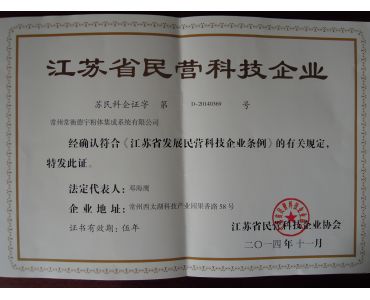 江苏省民营科技企业
苏民科企证字 第 D-20140369 号
常州常衡德宇粉体集成系统有限公司
经确认符合《江苏省发展民营科技企业条例》的有关规定，
特发此证。
法定代表人：邓海鹰
企业地址：常州西太湖科技产业园果香路58号
证书有效期：伍年
江苏省民营科技企业协会
二〇一四年十一月